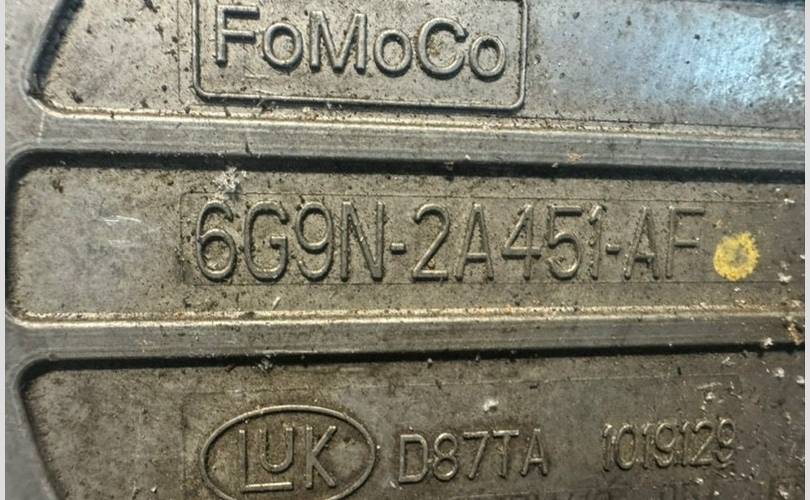 FoMoCo
6G9N-2A451-AF
LUK D87TA 1019129